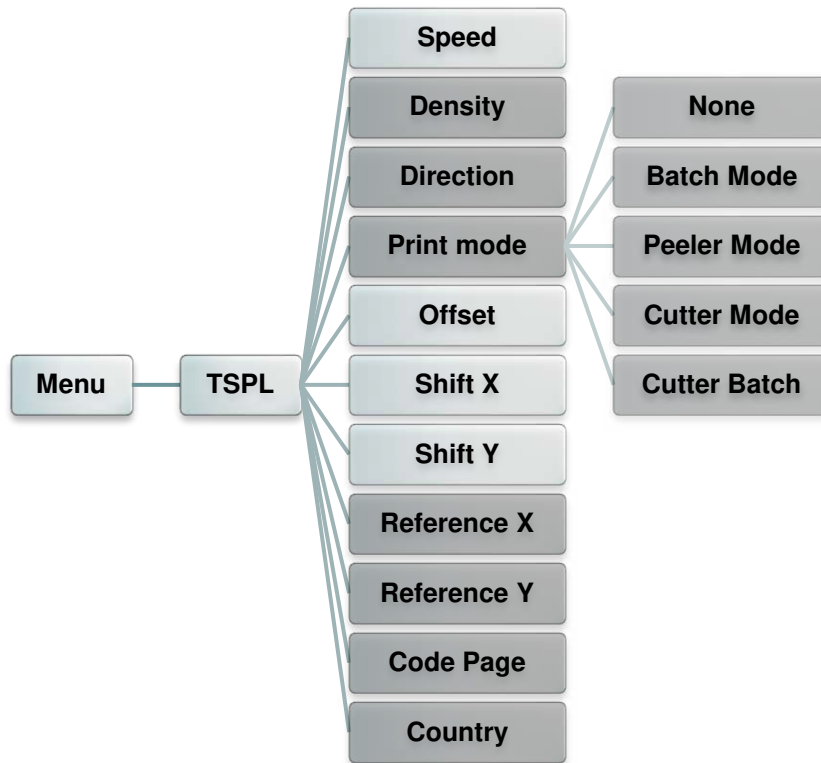 Menu
TSPL
Speed
Density
Direction
Print mode
Offset
Shift X
Shift Y
Reference X
Reference Y
Code Page
Country
None
Batch Mode
Peeler Mode
Cutter Mode
Cutter Batch